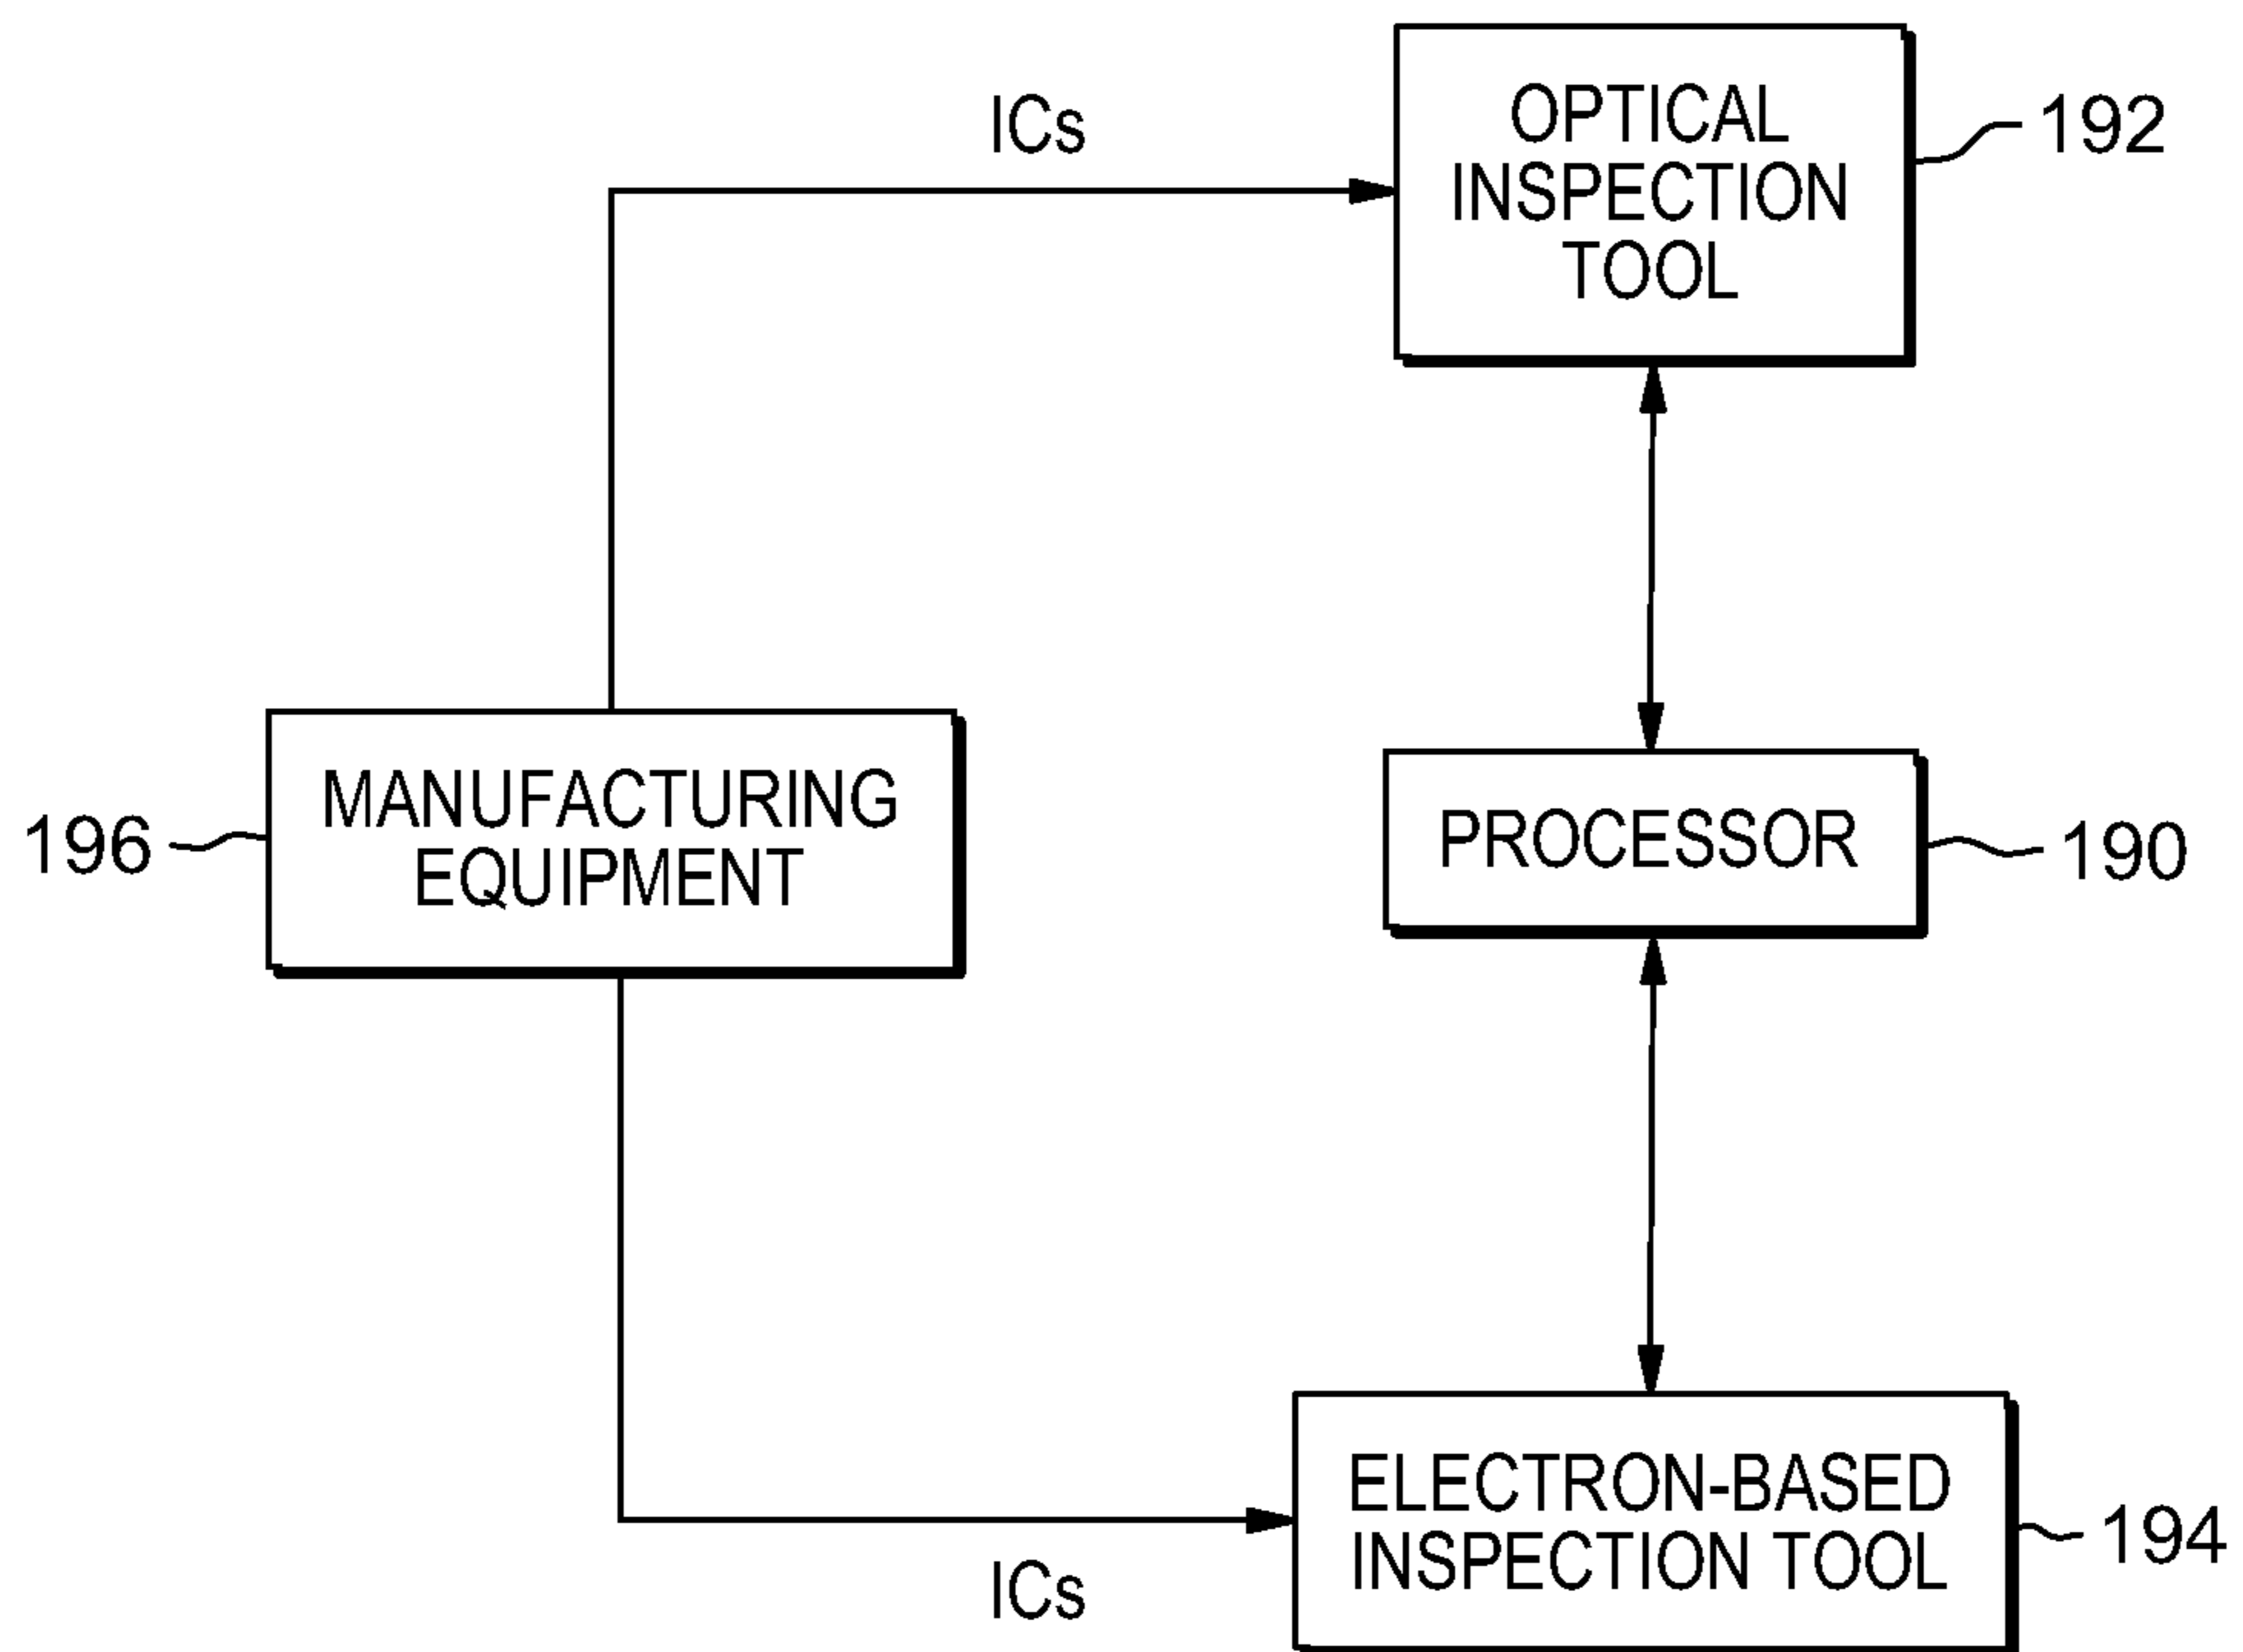 ICs
OPTICAL
INSPECTION
TOOL
192
MANUFACTURING
EQUIPMENT
196
PROCESSOR
190
ELECTRON-BASED
INSPECTION TOOL
194
ICs